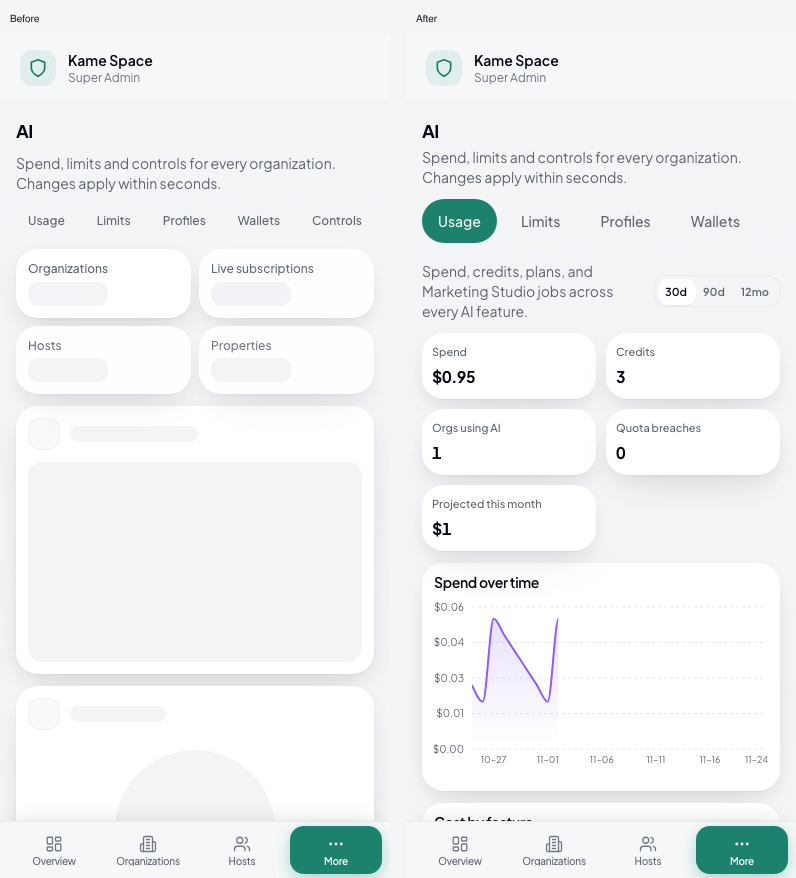 Before
Kame Space
Super Admin
AI
Spend, limits and controls for every organization.
Changes apply within seconds.
Usage
Limits
Profiles
Wallets
Controls
Organizations
Live subscriptions
Hosts
Properties
Overview
Organizations
Hosts
More
After
Kame Space
Super Admin
AI
Spend, limits and controls for every organization.
Changes apply within seconds.
Usage
Limits
Profiles
Wallets
Spend, credits, plans, and
Marketing Studio jobs across
every AI feature.
30d
90d
12mo
Spend
$0.95
Credits
3
Orgs using AI
1
Quota breaches
0
Projected this month
$1
Spend over time
$0.06
$0.04
$0.03
$0.01
$0.00
10-27
11-01
11-06
11-11
11-16
11-24
Cost by feature
Overview
Organizations
Hosts
More